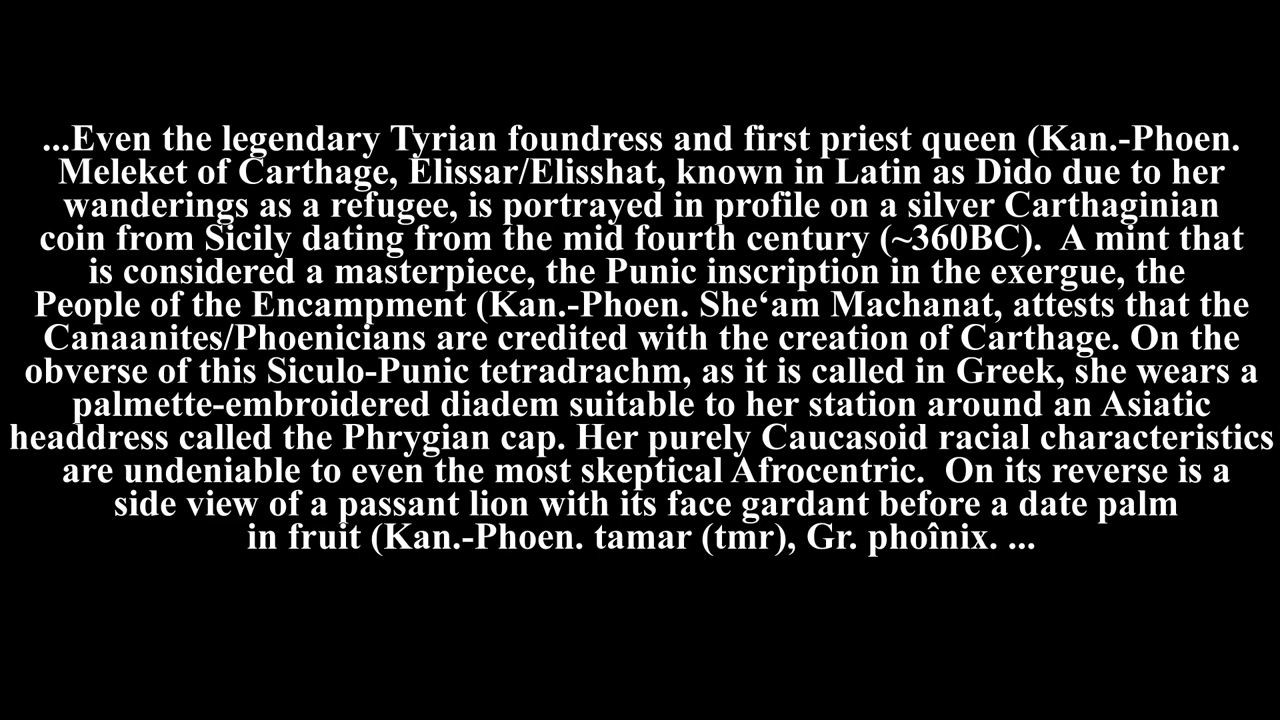 ...Even the legendary Tyrian foundress and first priest queen (Kan.-Phoen.
Meleket of Carthage, Elissar/Elisshat, known in Latin as Dido due to her
wanderings as a refugee, is portrayed in profile on a silver Carthaginian
coin from Sicily dating from the mid fourth century (~360BC).  A mint that
is considered a masterpiece, the Punic inscription in the exergue, the
People of the Encampment (Kan.-Phoen. She‘am Machanat, attests that the
Canaanites/Phoenicians are credited with the creation of Carthage. On the
obverse of this Siculo-Punic tetradrachm, as it is called in Greek, she wears a
palmette-embroidered diadem suitable to her station around an Asiatic
headdress called the Phrygian cap. Her purely Caucasoid racial characteristics
are undeniable to even the most skeptical Afrocentric.  On its reverse is a
side view of a passant lion with its face gardant before a date palm
in fruit (Kan.-Phoen. tamar (tmr), Gr. phoînix. ...